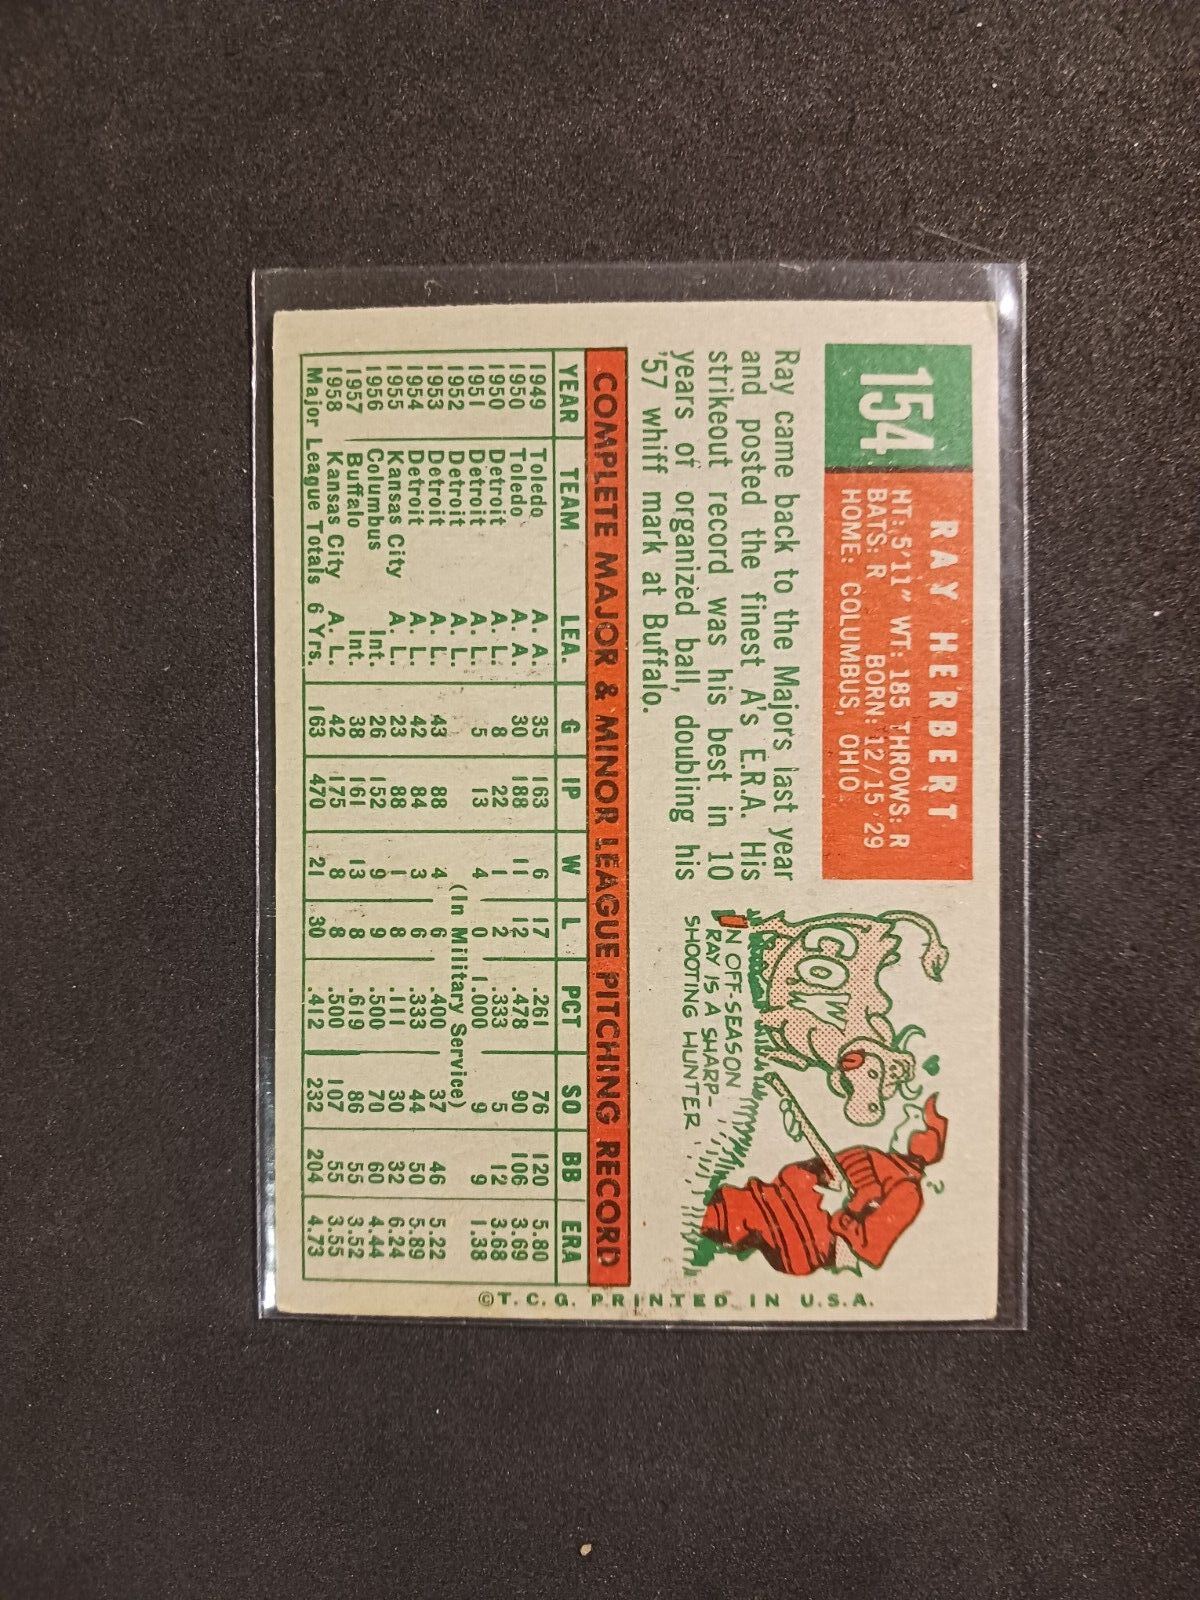 154
RAY HERBERT
HT: 5'11" WT: 185 THROWS: R
BATS: R BORN: 12/15/29
HOME: COLUMBUS, OHIO
Ray came back to the Majors last year
and posted the finest A's E.R.A. His
strikeout record was his best in 10
years of organized ball, doubling his
'57 whiff mark at Buffalo.
COW
IN OFF-SEASON
RAY IS A SHARP-
SHOOTING HUNTER
?
COMPLETE MAJOR & MINOR LEAGUE PITCHING RECORD
YEAR TEAM LEA. G IP W L PCT SO BB ERA
1949 Toledo A. A. 35 163 6 17 .261 76 120 5.80
1950 Toledo A. A. 30 188 11 12 .478 90 106 3.69
1950 Detroit A. L. 8 22 1 2 .333 5 12 3.68
1951 Detroit A. L. 5 13 4 0 1.000 9 9 1.38
1952 Detroit A. L. (In Military Service)
1953 Detroit A. L. 43 88 4 6 .400 37 46 5.22
1954 Detroit A. L. 42 84 3 6 .333 44 50 5.89
1955 Kansas City A. L. 23 88 1 8 .111 30 32 6.24
1956 Columbus Int. 26 152 9 9 .500 70 60 4.44
1957 Buffalo Int. 38 161 13 8 .619 86 55 3.52
1958 Kansas City A. L. 42 175 8 8 .500 107 55 3.55
Major League Totals 6 Yrs. 163 470 21 30 .412 232 204 4.73
©T.C.G. PRINTED IN U.S.A.